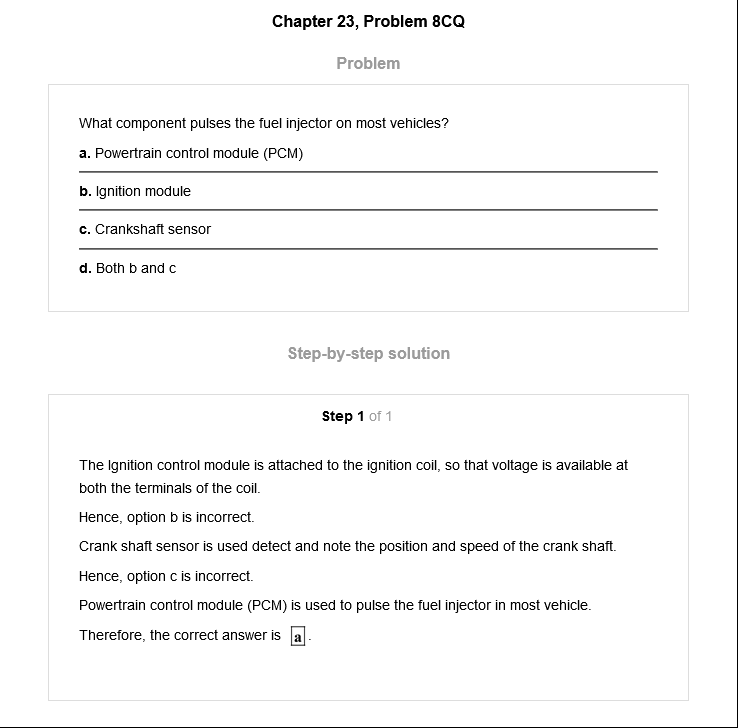 Chapter 23, Problem 8CQ
Problem
What component pulses the fuel injector on most vehicles?
a. Powertrain control module (PCM)
b. Ignition module
c. Crankshaft sensor
d. Both b and c
Step-by-step solution
Step 1 of 1
The Ignition control module is attached to the ignition coil, so that voltage is available at
both the terminals of the coil.
Hence, option b is incorrect.
Crank shaft sensor is used detect and note the position and speed of the crank shaft.
Hence, option c is incorrect.
Powertrain control module (PCM) is used to pulse the fuel injector in most vehicle.
Therefore, the correct answer is a .